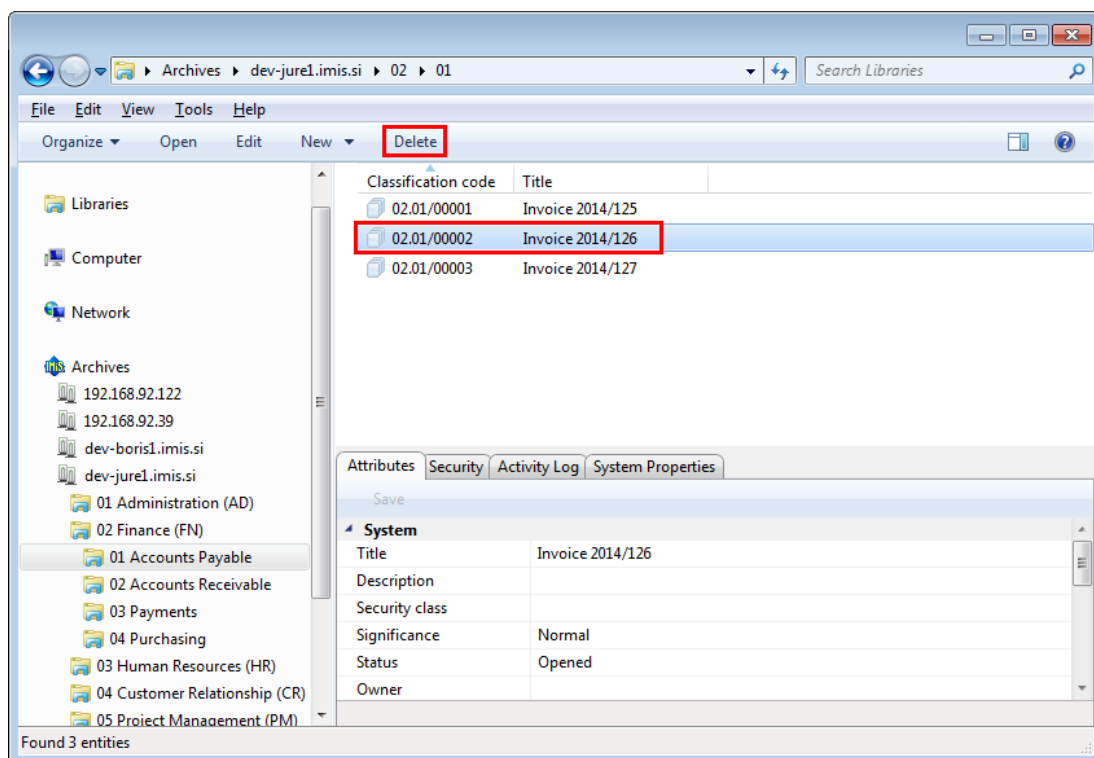 Archives dev-jure1.imis.si 02 01 Search Libraries
File Edit View Tools Help
Organize Open Edit New Delete
Libraries
Computer
Network
Archives
192.168.92.122
192.168.92.39
dev-boris1.imis.si
dev-jure1.imis.si
01 Administration (AD)
02 Finance (FN)
01 Accounts Payable
02 Accounts Receivable
03 Payments
04 Purchasing
03 Human Resources (HR)
04 Customer Relationship (CR)
05 Project Management (PM)
Classification code Title
02.01/00001 Invoice 2014/125
02.01/00002 Invoice 2014/126
02.01/00003 Invoice 2014/127
Attributes Security Activity Log System Properties
Save
System
Title Invoice 2014/126
Description
Security class
Significance Normal
Status Opened
Owner
Found 3 entities